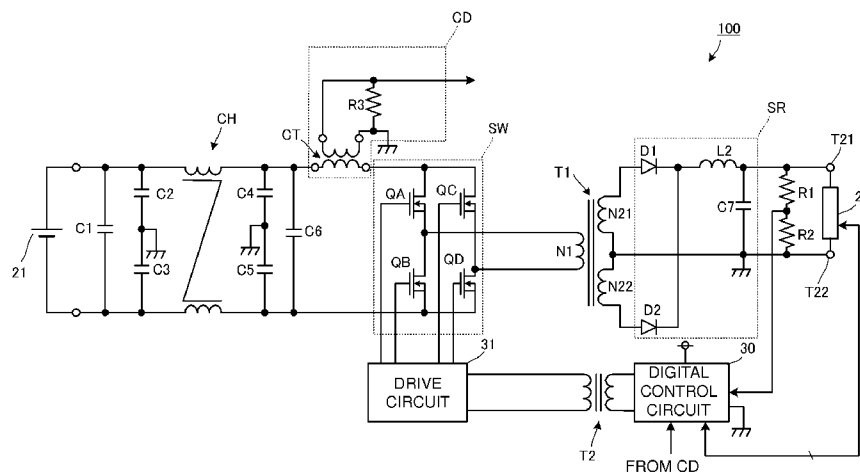 CD
100
R3
CH
CT
SW
SR
T21
D1
L2
T1
QA
QC
R1
C2
C4
N21
C7
2
C1
C6
R2
N1
21
QB
QD
N22
C3
C5
T22
D2
31
30
DRIVE
CIRCUIT
DIGITAL
CONTROL
CIRCUIT
T2
FROM CD